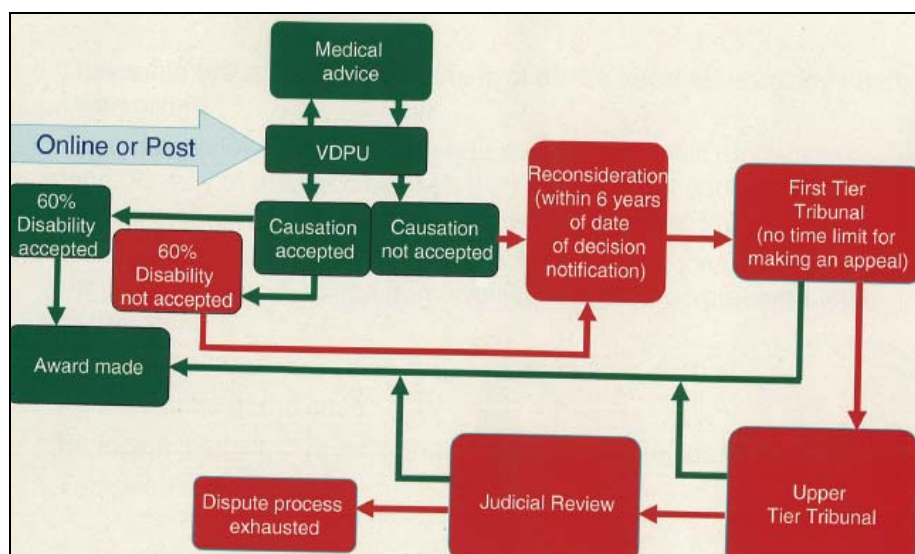 Medical
advice
Online or Post
VDPU
Reconsideration
(within 6 years
of date
of decision
notification)
First Tier
Tribunal
(no time limit for
making an appeal)
60%
Disability
accepted
60%
Disability
not accepted
Causation
accepted
Causation
not accepted
Award made
Dispute process
exhausted
Judicial Review
Upper
Tier Tribunal